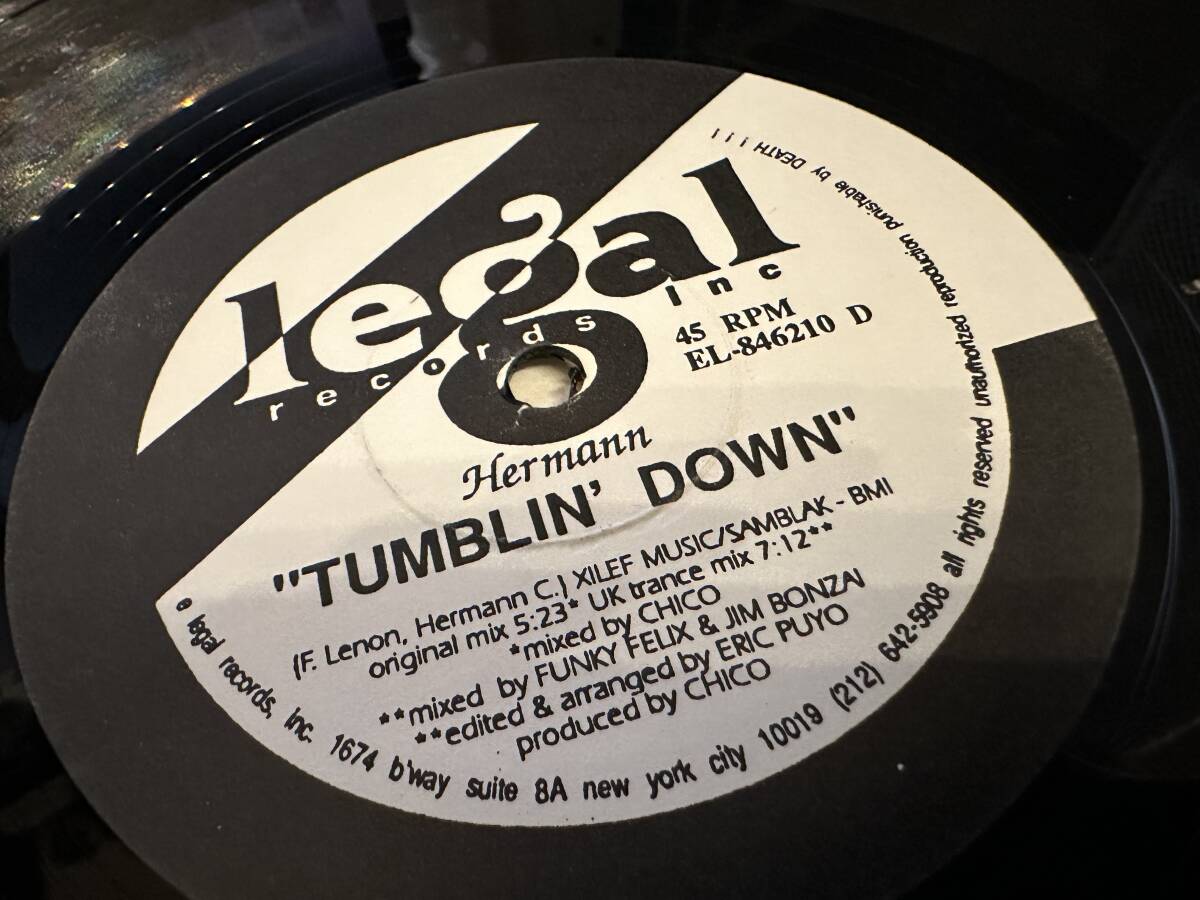 legal
records inc
45 RPM
EL-846210 D
Hermann
"TUMBLIN' DOWN"
(F. Lenon, Hermann C.) XILEF MUSIC/SAMBLAK - BMI
original mix 5:23* UK trance mix 7:12**
*mixed by CHICO
**mixed by FUNKY FELIX & JIM BONZAI
**edited & arranged by ERIC PUYO
produced by CHICO
℗ legal records, Inc. 1674 b'way suite 8A new york city 10019 (212) 642-5908 all rights reserved unauthorized reproduction punishable by DEATH ! ! !